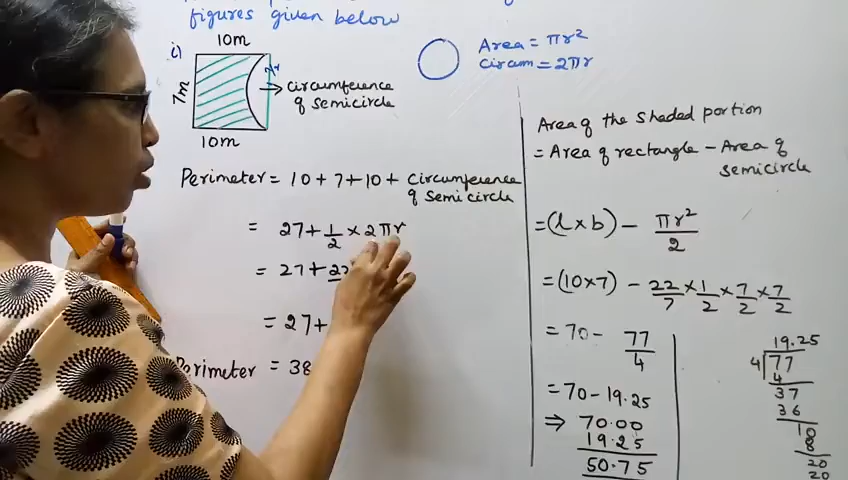 figures given below
i) 10m
7m
πr
circumference
of semicircle
10m
Perimeter = 10 + 7 + 10 + circumference
of semicircle
= 27 + 1/2 × 2πr
= 27 + 22
= 27 +
Perimeter = 38
Area = πr²
Circum = 2πr
Area of the shaded portion
= Area of rectangle - Area of
semicircle
= (l × b) - πr²/2
= (10×7) - 22/7 × 1/2 × 7/2 × 7/2
= 70 - 77/4
= 70 - 19.25
⇒ 70.00
19.25
50.75
19.25
4 77
4
37
36
10
8
20
20